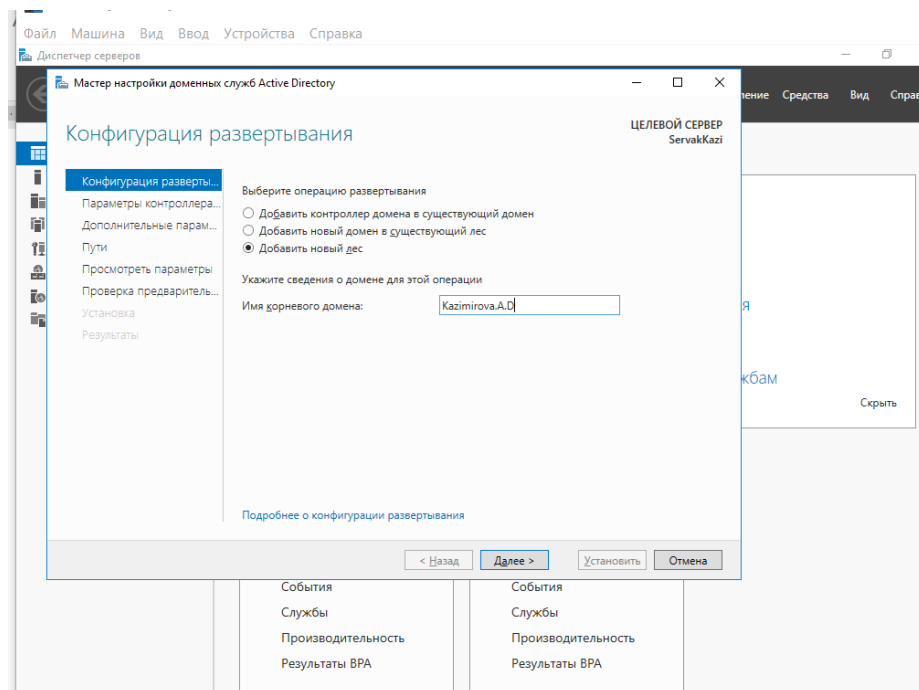 Файл Машина Вид Ввод Устройства Справка
Диспетчер серверов
Мастер настройки доменных служб Active Directory
Средства Вид
Конфигурация развертывания
ЦЕЛЕВОЙ СЕРВЕР
ServakKazi
Конфигурация разверты...
Параметры контроллера...
Дополнительные парам...
Пути
Просмотреть параметры
Проверка предваритель...
Установка
Результаты
Выберите операцию развертывания
Добавить контроллер домена в существующий домен
Добавить новый домен в существующий лес
Добавить новый лес
Укажите сведения о домене для этой операции
Имя корневого домена: Kazimirova.A.D
Подробнее о конфигурации развертывания
< Назад Далее > Установить Отмена
Скрыть
События
Службы
Производительность
Результаты BPA
События
Службы
Производительность
Результаты BPA